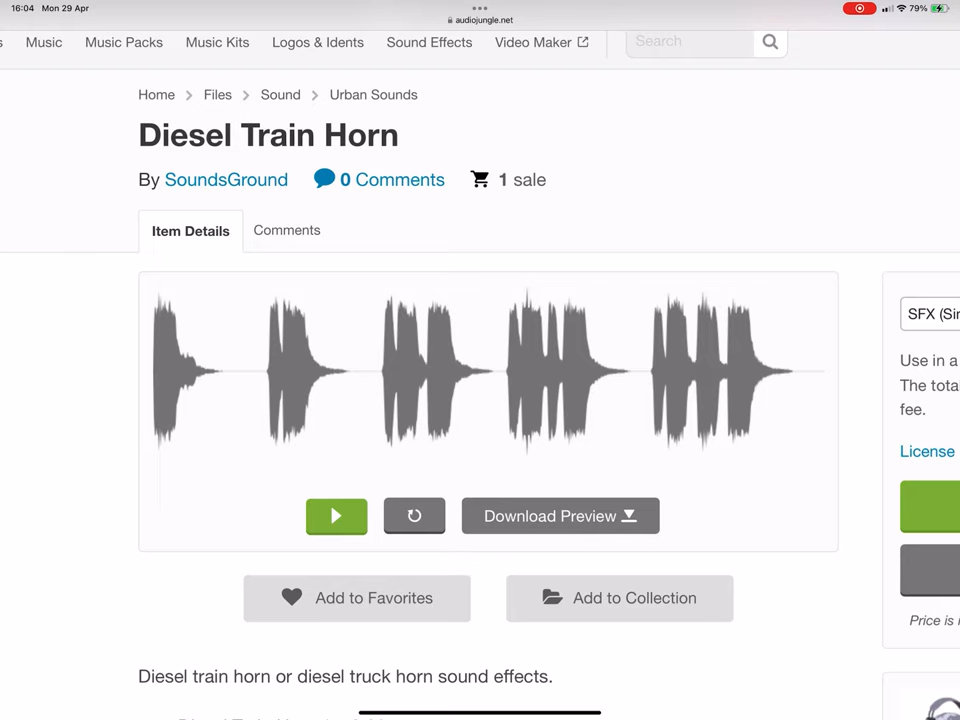 16:04 Mon 29 Apr
79%
audiojungle.net
Music Music Packs Music Kits Logos & Idents Sound Effects Video Maker Search
Home Files Sound Urban Sounds
Diesel Train Horn
By SoundsGround 0 Comments 1 sale
Item Details Comments
SFX (Sin
Use in a
The total
fee.
License
Download Preview
Add to Favorites Add to Collection
Price is
Diesel train horn or diesel truck horn sound effects.